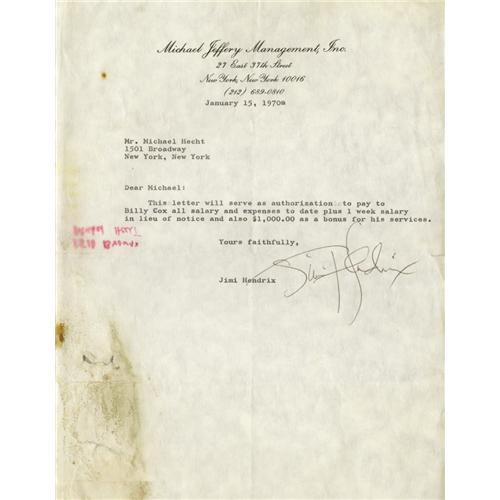 Michael Jeffery Management, Inc.
27 East 37th Street
New York, New York 10016
(212) 689-0810
January 15, 1970
Mr. Michael Hecht
1501 Broadway
New York, New York
Dear Michael:
This letter will serve as authorization to pay to
Billy Cox all salary and expenses to date plus 1 week salary
in lieu of notice and also $1,000.00 as a bonus for his services.
Yours faithfully,
Jimi Hendrix
Jimi Hendrix